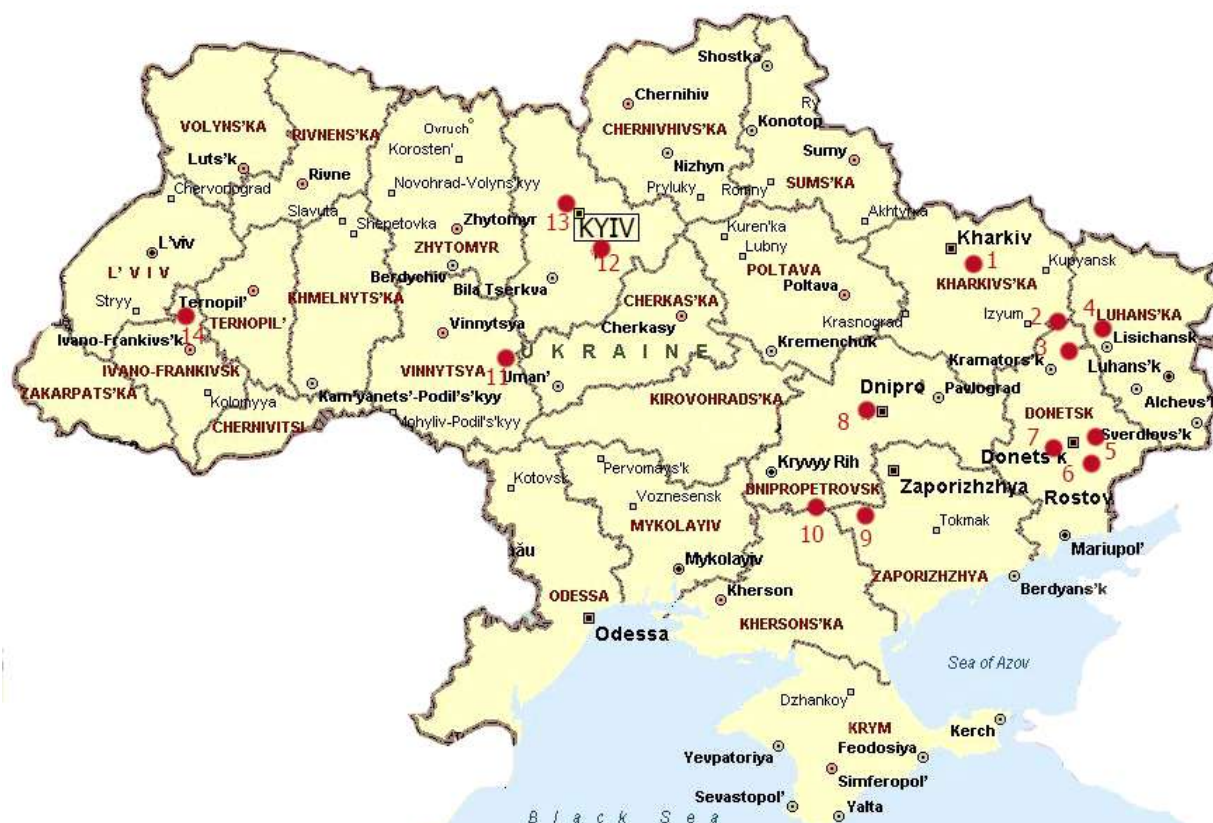 Shostka
Chernihiv
Ry
VOLYNS'KA
RIVNENS'KA
Ovruch
CHERNIVHIVS'KA
Konotop
Korosten'
Luts'k
Nizhyn
Sumy
Chervonograd
Rivne
Novohrad-Volyns'kyy
Pryluky
Romny
SUMS'KA
Slavuta
Shepetovka
Zhytomyr
13
KYIV
Kuren'ka
Akhtyrka
L'viv
ZHYTOMYR
12
Lubny
Kharkiv
L' V I V
Berdychiv
Bila Tserkva
POLTAVA
Poltava
1
Kupyansk
KHARKIVS'KA
Stryy
Ternopil'
KHMELNYTS'KA
CHERKAS'KA
TERNOPIL'
14
Vinnytsya
Cherkasy
Krasnograd
Izyum
2
4
LUHANS'KA
Ivano-Frankivs'k
U K R A I N E
Kremenchuk
3
Lisichansk
IVANO-FRANKIVSK
VINNYTSYA
11
Uman'
Kramators'k
Luhans'k
ZAKARPATS'KA
Kolomyya
Kam'yanets'-Podil's'kyy
KIROVOHRADS'KA
Dnipro
Pavlograd
Alchevs'k
CHERNIVITSI
Mohyliv-Podil's'kyy
8
DONETSK
Sverdlovs'k
7
5
Donets'k
Kotovsk
Pervomays'k
Kryvyy Rih
6
Voznesensk
DNIPROPETROVSK
Zaporizhzhya
Rostov
MYKOLAYIV
10
9
Tokmak
ău
Mykolayiv
Mariupol'
ODESSA
Kherson
ZAPORIZHZHYA
Berdyans'k
Odessa
KHERSONS'KA
Sea of Azov
Dzhankoy
KRYM
Kerch
Yevpatoriya
Feodosiya
Simferopol'
Sevastopol'
Yalta
B l a c k S e a